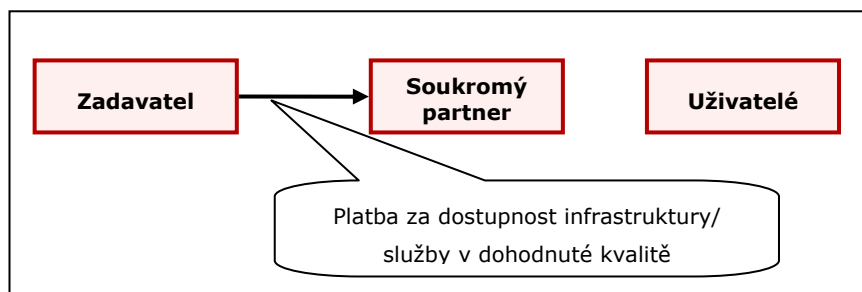 Zadavatel
Soukromý
partner
Uživatelé
Platba za dostupnost infrastruktury/
služby v dohodnuté kvalitě